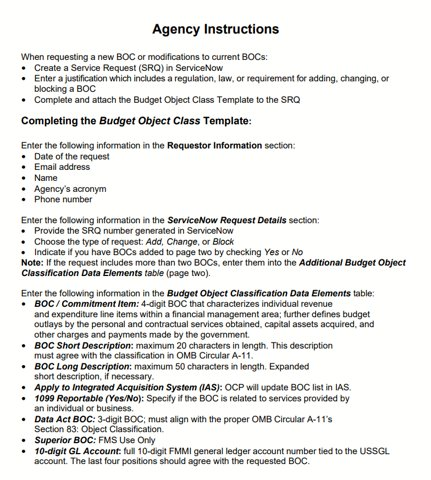 Agency Instructions
When requesting a new BOC or modifications to current BOCs:
• Create a Service Request (SRQ) in ServiceNow
• Enter a justification which includes a regulation, law, or requirement for adding, changing, or
blocking a BOC
• Complete and attach the Budget Object Class Template to the SRQ
Completing the Budget Object Class Template:
Enter the following information in the Requestor Information section:
• Date of the request
• Email address
• Name
• Agency's acronym
• Phone number
Enter the following information in the ServiceNow Request Details section:
• Provide the SRQ number generated in ServiceNow
• Choose the type of request: Add, Change, or Block
• Indicate if you have BOCs added to page two by checking Yes or No
Note: If the request includes more than two BOCs, enter them into the Additional Budget Object
Classification Data Elements table (page two).
Enter the following information in the Budget Object Classification Data Elements table:
• BOC / Commitment Item: 4-digit BOC that characterizes individual revenue
and expenditure line items within a financial management area; further defines budget
outlays by the personal and contractual services obtained, capital assets acquired, and
other charges and payments made by the government.
• BOC Short Description: maximum 20 characters in length. This description
must agree with the classification in OMB Circular A-11.
• BOC Long Description: maximum 50 characters in length. Expanded
short description, if necessary.
• Apply to Integrated Acquisition System (IAS): OCP will update BOC list in IAS.
• 1099 Reportable (Yes/No): Specify if the BOC is related to services provided by
an individual or business.
• Data Act BOC: 3-digit BOC; must align with the proper OMB Circular A-11's
Section 83: Object Classification.
• Superior BOC: FMS Use Only
• 10-digit GL Account: full 10-digit FMMI general ledger account number tied to the USSGL
account. The last four positions should agree with the requested BOC.